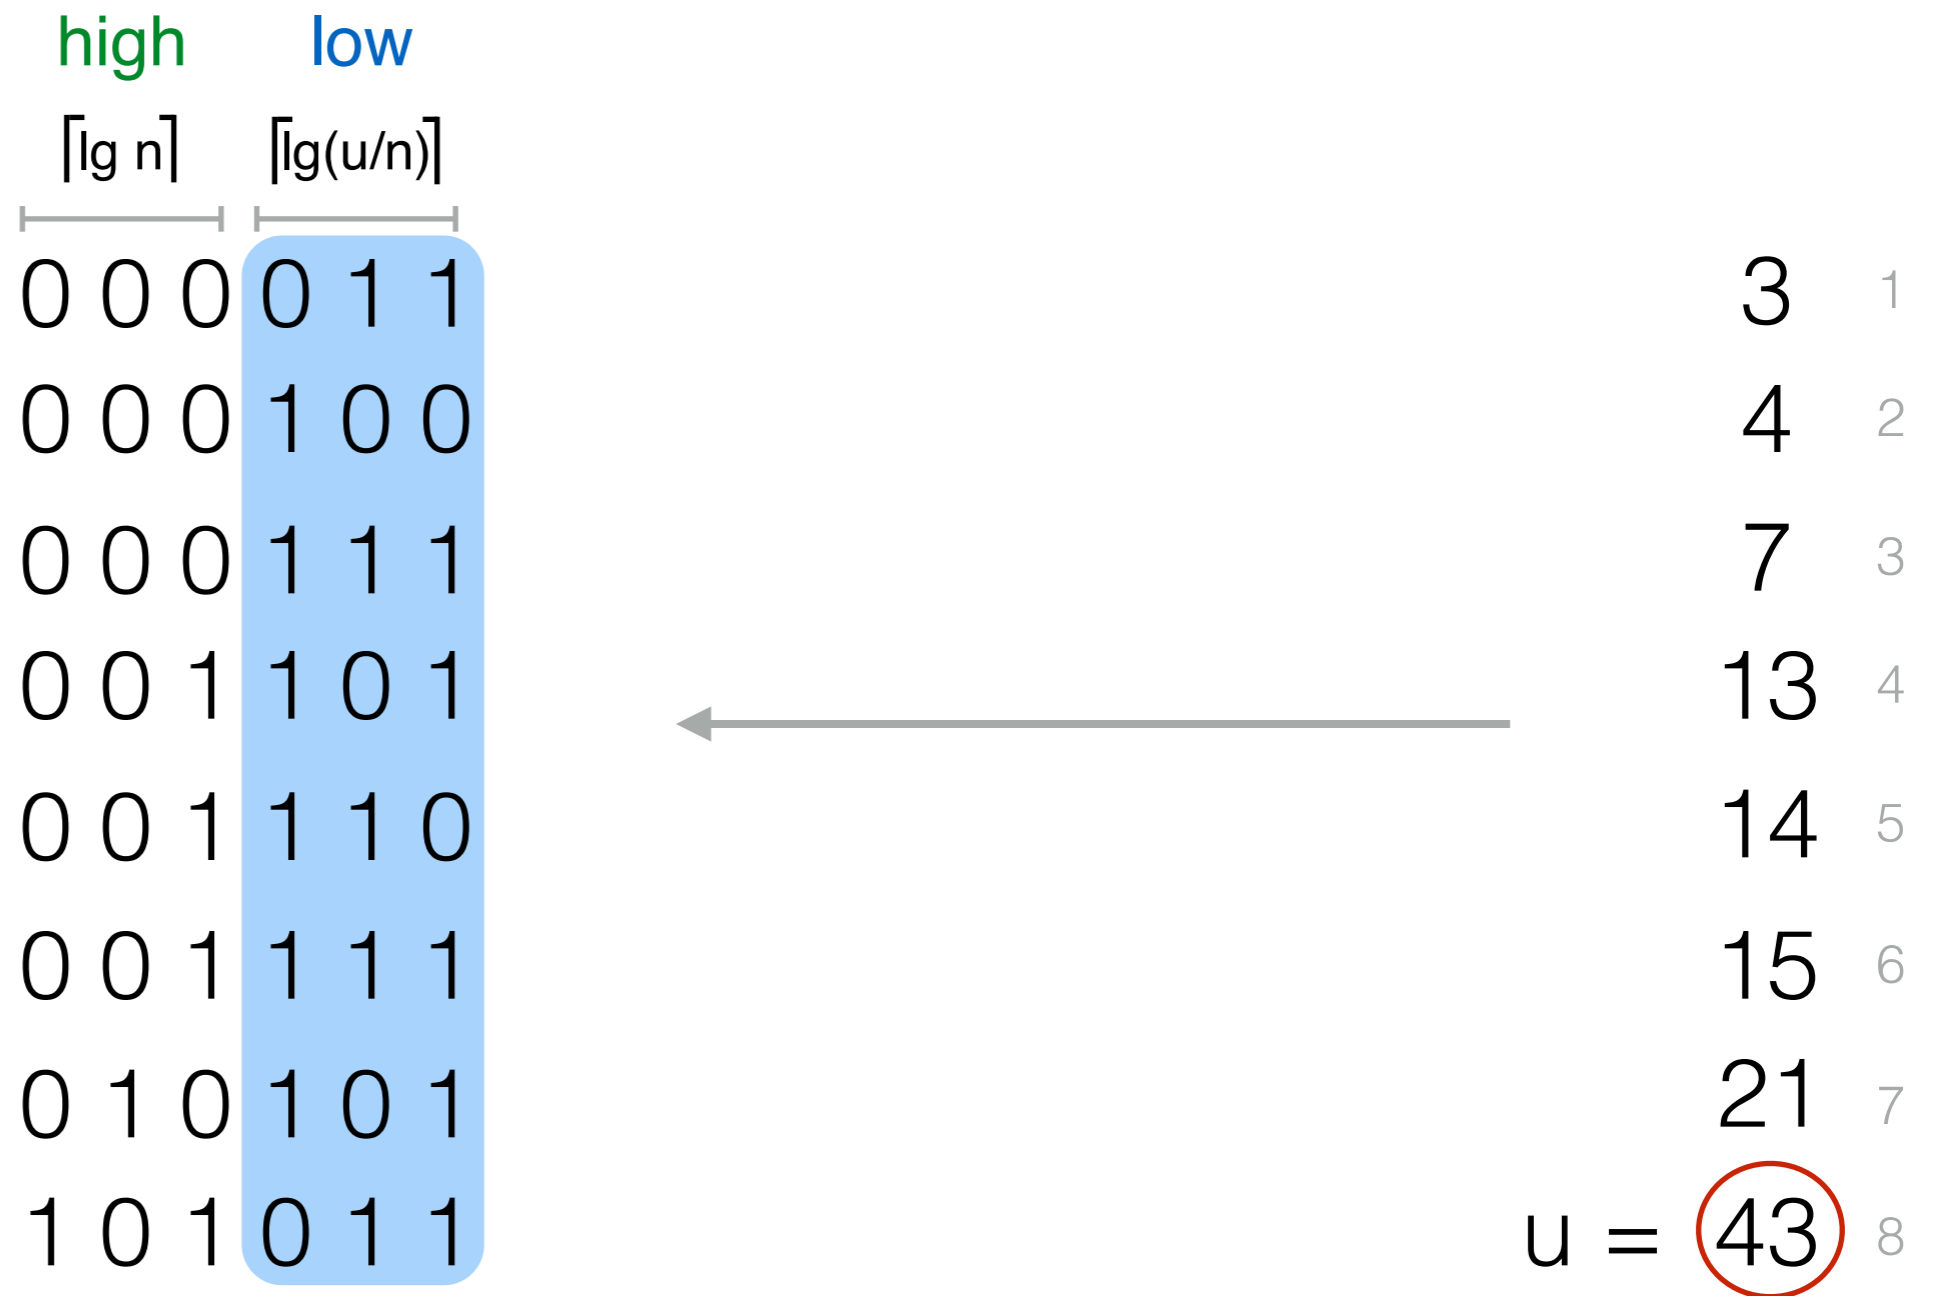 high low
⌈lg n⌉ ⌈lg(u/n)⌉
0 0 0 0 1 1 3 1
0 0 0 1 0 0 4 2
0 0 0 1 1 1 7 3
0 0 1 1 0 1 13 4
0 0 1 1 1 0 14 5
0 0 1 1 1 1 15 6
0 1 0 1 0 1 21 7
1 0 1 0 1 1 u = 43 8